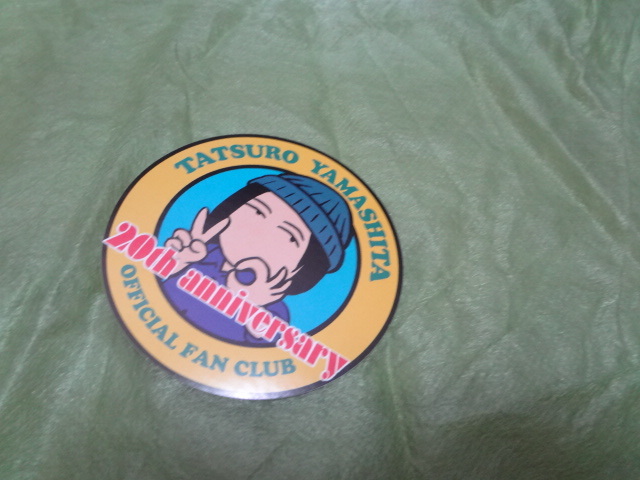 TATSURO YAMASHITA
20th anniversary
OFFICIAL FAN CLUB